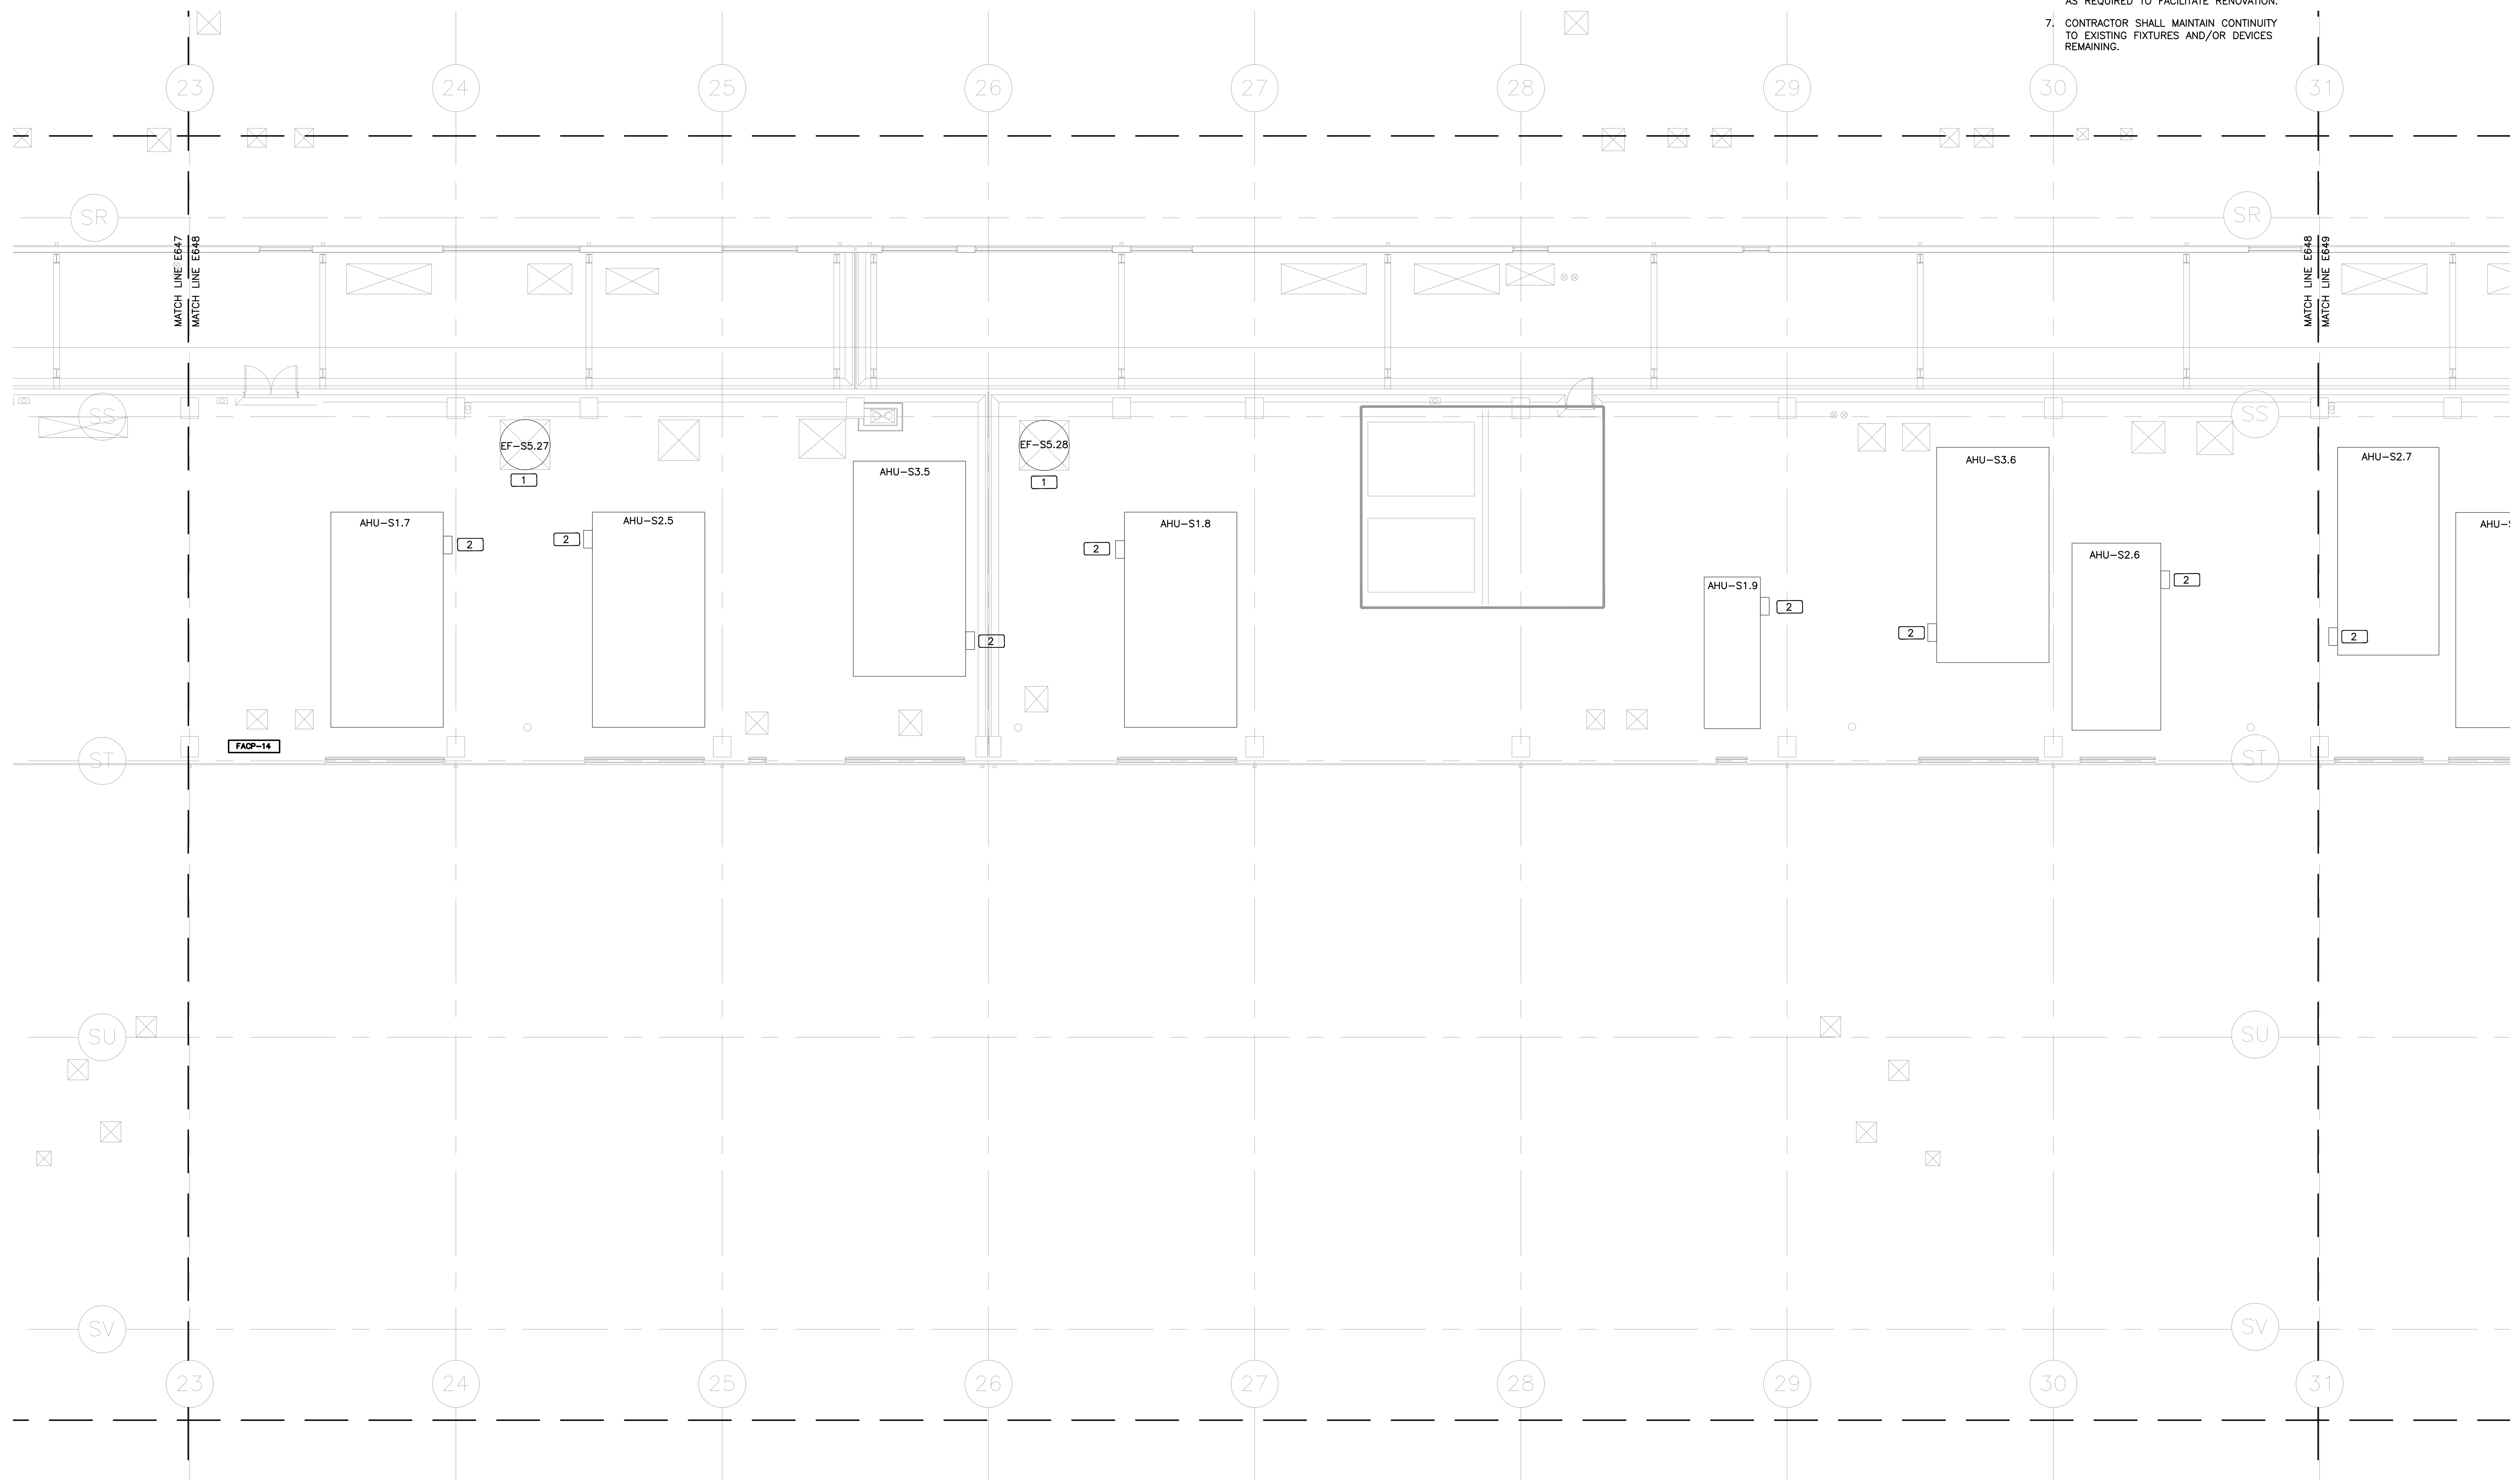 AS REQUIRED TO FACILITATE RENOVATION.
7. CONTRACTOR SHALL MAINTAIN CONTINUITY
TO EXISTING FIXTURES AND/OR DEVICES
REMAINING.
23
24
25
26
27
28
29
30
31
SR
SR
MATCH LINE E647
MATCH LINE E648
MATCH LINE E648
MATCH LINE E649
SS
SS
EF-S5.27
1
EF-S5.28
1
AHU-S1.7
2
AHU-S2.5
2
AHU-S3.5
2
AHU-S1.8
2
AHU-S1.9
2
AHU-S3.6
2
AHU-S2.6
2
AHU-S2.7
2
AHU-
FACP-14
ST
ST
SU
SU
SV
SV
23
24
25
26
27
28
29
30
31